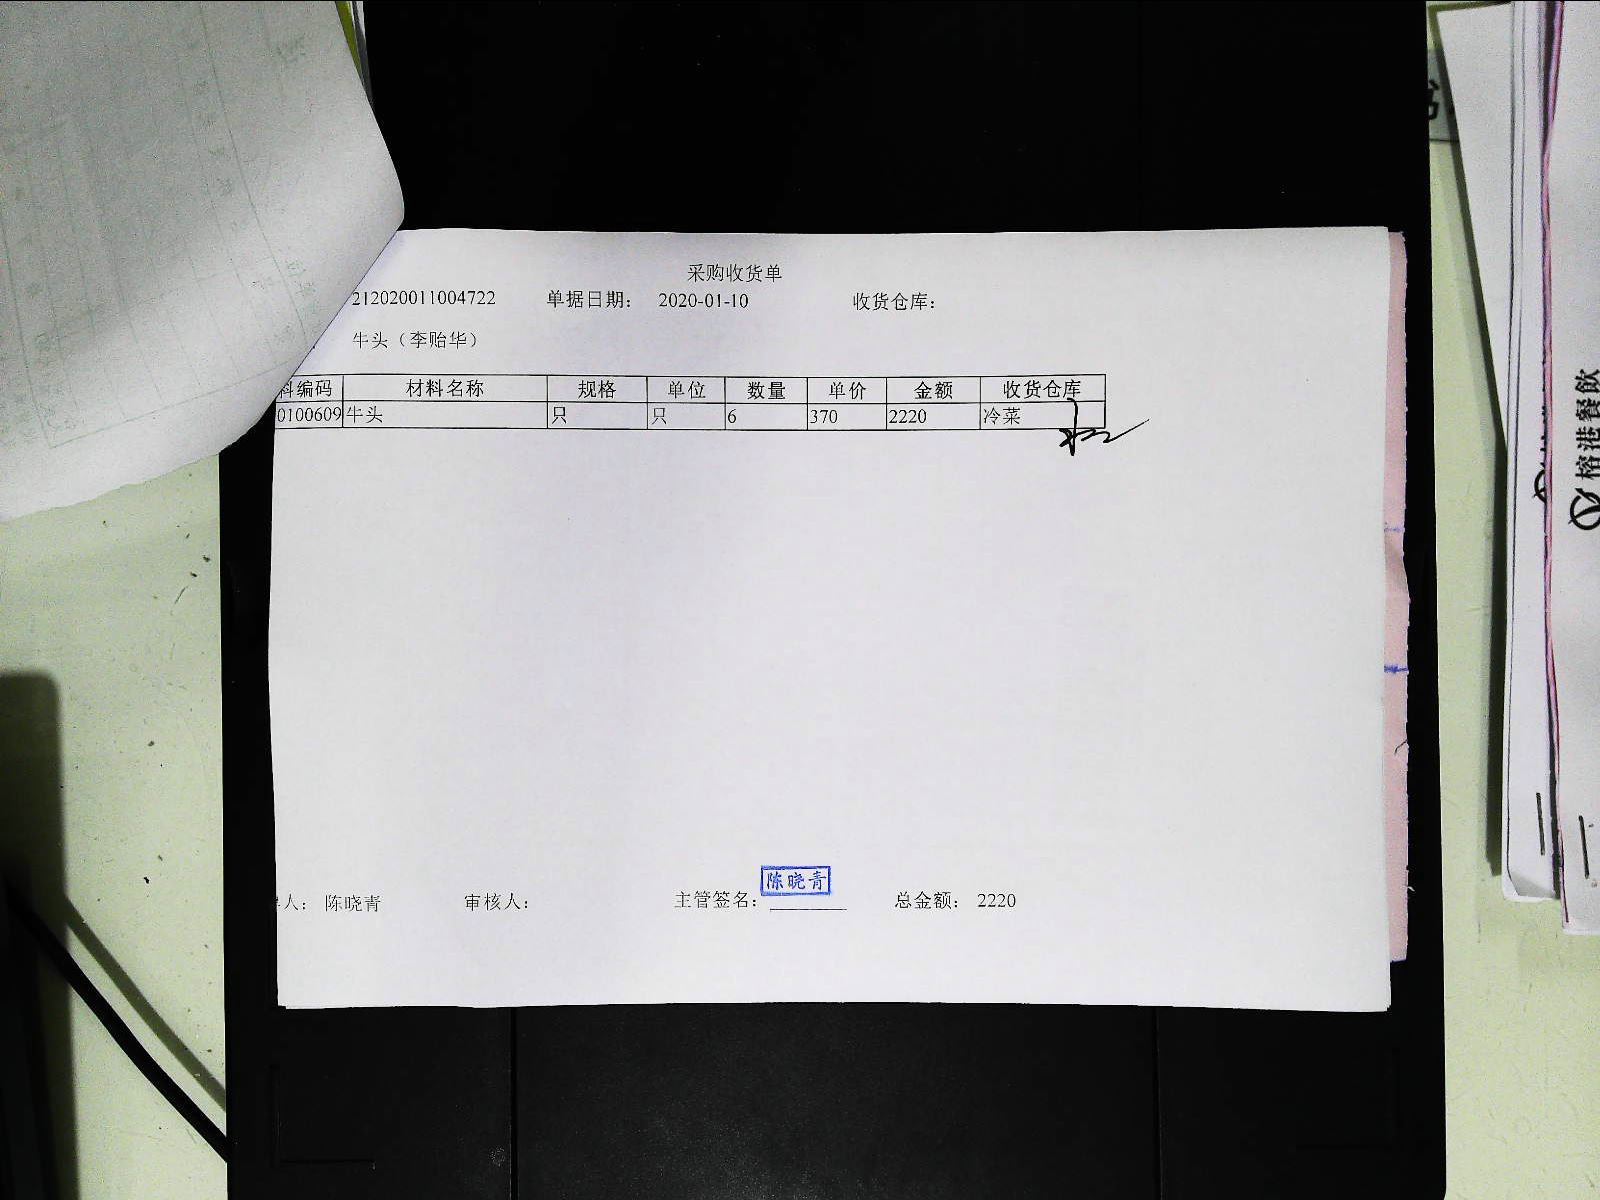 采购收货单
212020011004722 单据日期： 2020-01-10 收货仓库：
牛头（李贻华）
料编码 材料名称 规格 单位 数量 单价 金额 收货仓库
0100609 牛头 只 只 6 370 2220 冷菜
陈晓青
人： 陈晓青 审核人： 主管签名： 总金额： 2220
榕港餐飲